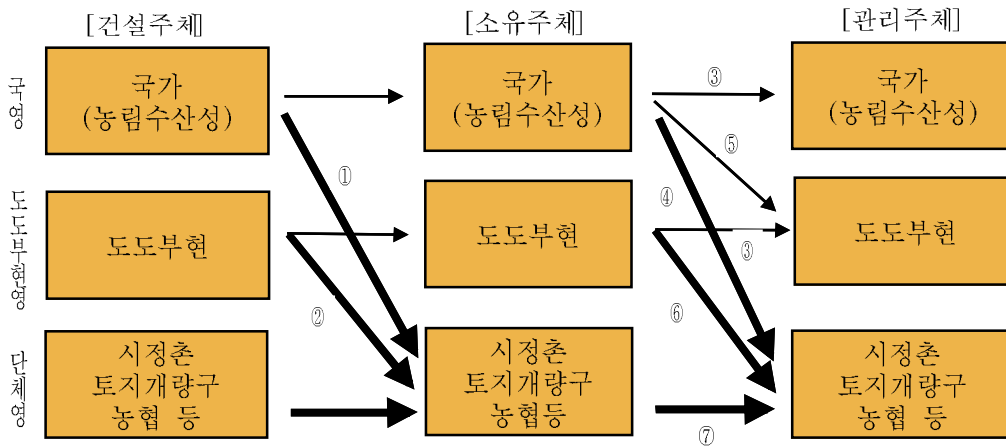 [건설주체] [소유주체] [관리주체]
국영
국가
(농림수산성)
국가
(농림수산성)
③
국가
(농림수산성)
①
④
⑤
도도부현영
도도부현
도도부현
③
도도부현
②
⑥
단체영
시정촌
토지개량구
농협 등
시정촌
토지개량구
농협등
⑦
시정촌
토지개량구
농협 등